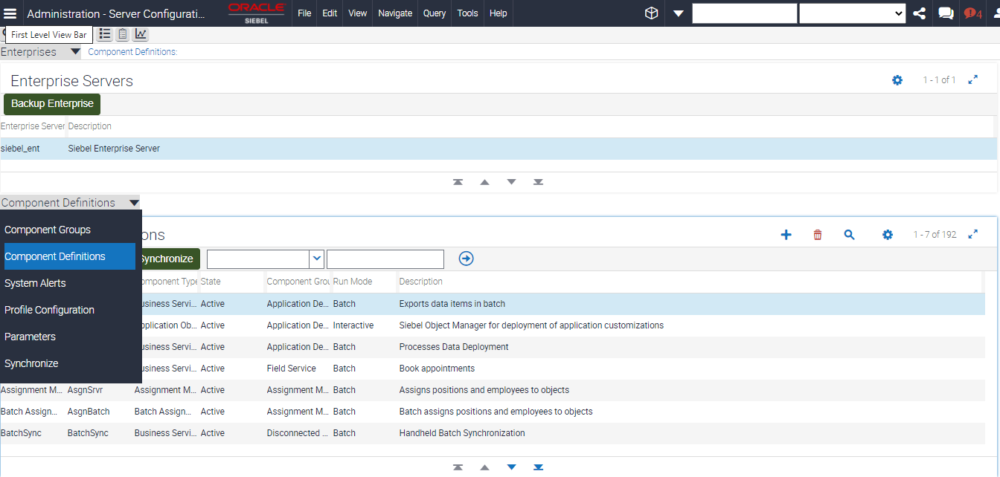 Administration - Server Configurati... ORACLE SIEBEL File Edit View Navigate Query Tools Help 4
First Level View Bar
Enterprises Component Definitions:
Enterprise Servers 1 - 1 of 1
Backup Enterprise
Enterprise Server Description
siebel_ent Siebel Enterprise Server
Component Definitions
Component Groups
Component Definitions
System Alerts
Profile Configuration
Parameters
Synchronize
ons 1 - 7 of 192
Synchronize
omponent Type State Component Grou Run Mode Description
usiness Servi... Active Application De... Batch Exports data items in batch
pplication Ob... Active Application De... Interactive Siebel Object Manager for deployment of application customizations
usiness Servi... Active Application De... Batch Processes Data Deployment
usiness Servi... Active Field Service Batch Book appointments
Assignment M... AsgnSrvr Assignment M... Active Assignment M... Batch Assigns positions and employees to objects
Batch Assign... AsgnBatch Batch Assign... Active Assignment M... Batch Batch assigns positions and employees to objects
BatchSync BatchSync Business Servi... Active Disconnected ... Batch Handheld Batch Synchronization